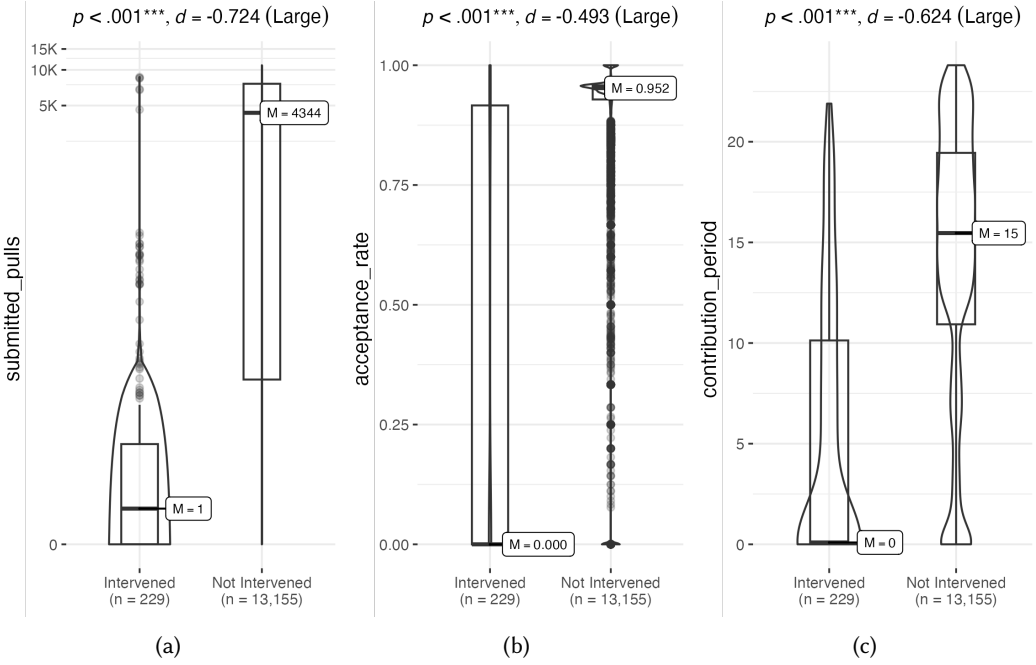 p < .001***, d = -0.724 (Large)
submitted_pulls
15K
10K
5K
0
M = 4344
M = 1
Intervened
(n = 229)
Not Intervened
(n = 13,155)
(a)
p < .001***, d = -0.493 (Large)
acceptance_rate
1.00
0.75
0.50
0.25
0.00
M = 0.952
M = 0.000
Intervened
(n = 229)
Not Intervened
(n = 13,155)
(b)
p < .001***, d = -0.624 (Large)
contribution_period
20
15
10
5
0
M = 15
M = 0
Intervened
(n = 229)
Not Intervened
(n = 13,155)
(c)